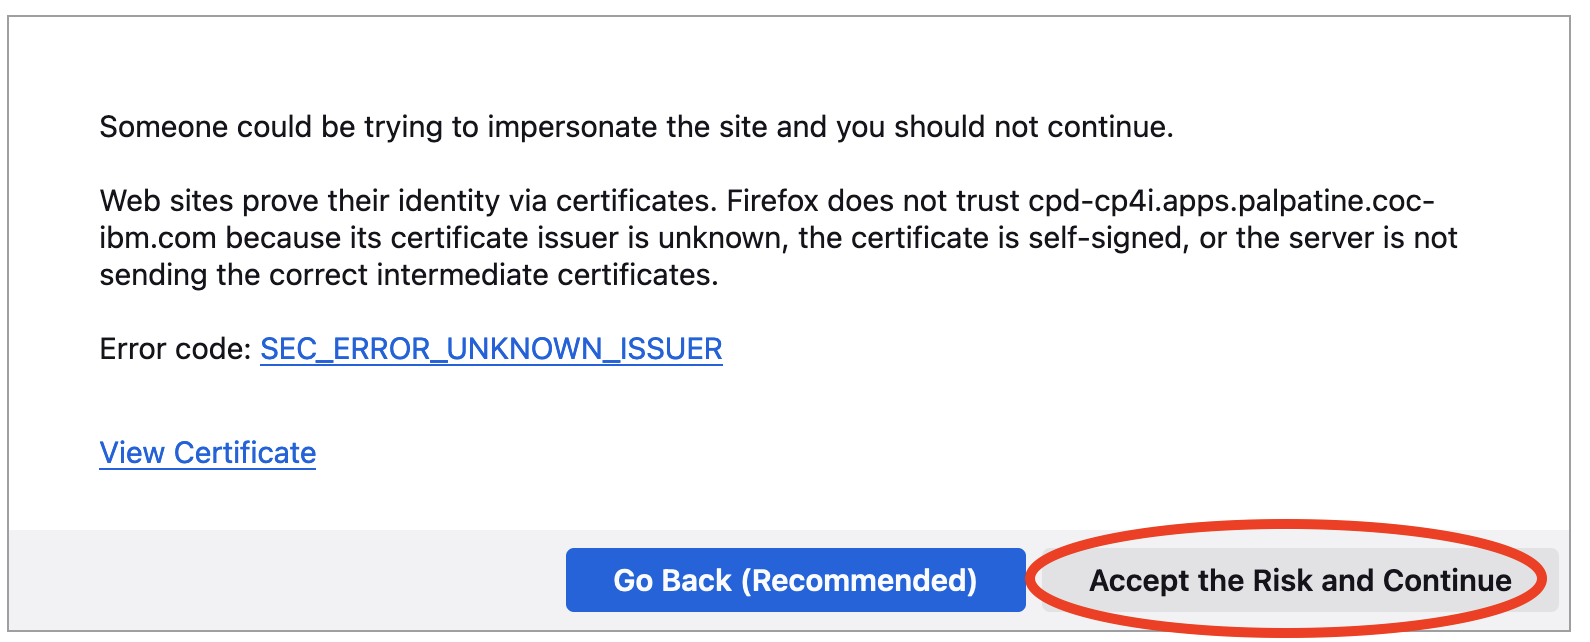 Someone could be trying to impersonate the site and you should not continue.
Web sites prove their identity via certificates. Firefox does not trust cpd-cp4i.apps.palpatine.coc-
ibm.com because its certificate issuer is unknown, the certificate is self-signed, or the server is not
sending the correct intermediate certificates.
Error code: SEC_ERROR_UNKNOWN_ISSUER
View Certificate
Go Back (Recommended)
Accept the Risk and Continue